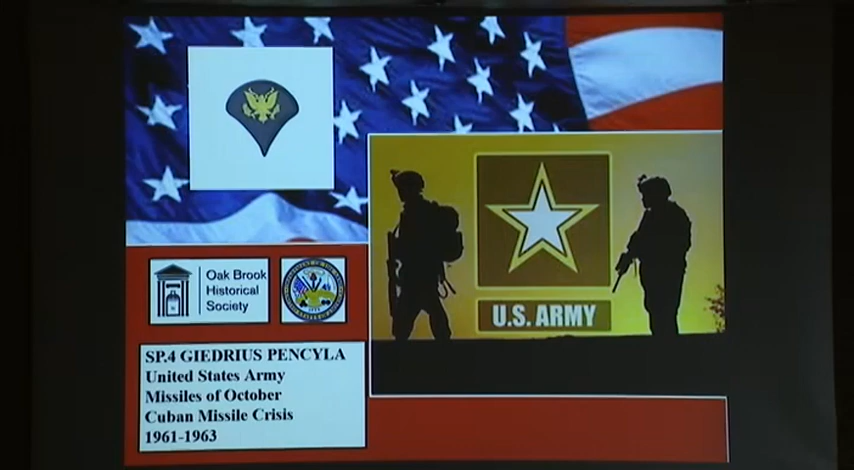 Oak Brook
Historical
Society
U.S. ARMY
SP.4 GIEDRIUS PENCYLA
United States Army
Missiles of October
Cuban Missile Crisis
1961-1963